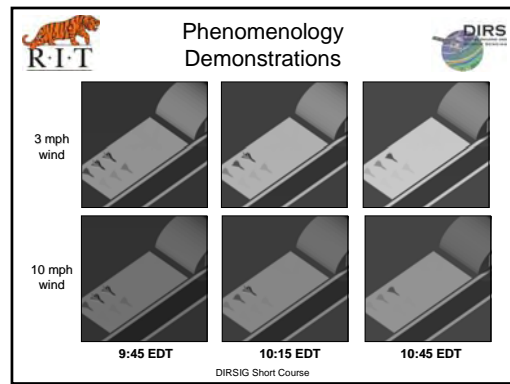 R·I·T
Phenomenology
Demonstrations
DIRS
3 mph
wind
10 mph
wind
9:45 EDT
10:15 EDT
10:45 EDT
DIRSIG Short Course